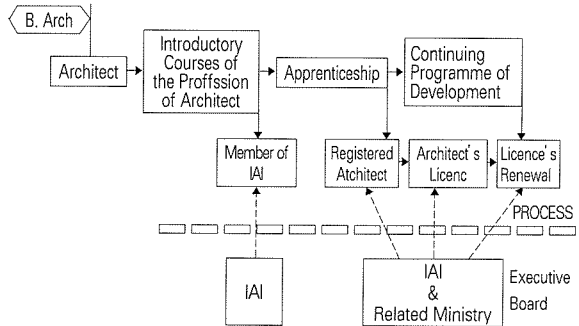 B. Arch
Architect
Introductory
Courses of
the Proffssion
of Architect
Apprenticeship
Continuing
Programme of
Development
Member of
IAI
Registered
Atchitect
Architect's
Licenc
Licence's
Renewal
PROCESS
IAI
IAI
&
Related Ministry
Executive
Board